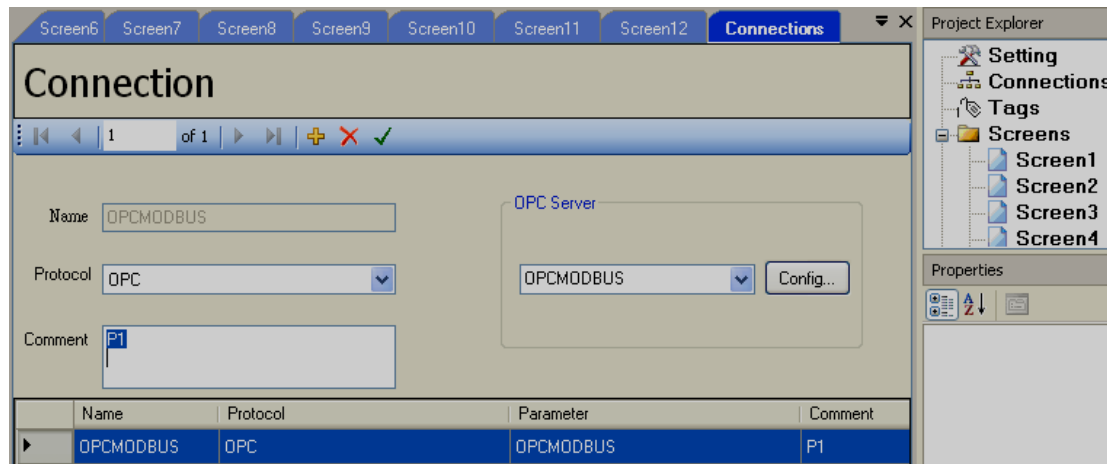 Screen6 Screen7 Screen8 Screen9 Screen10 Screen11 Screen12 Connections
Connection
1 of 1
Name OPCMODBUS
Protocol OPC
Comment P1
OPC Server
OPCMODBUS Config...
Name Protocol Parameter Comment
OPCMODBUS OPC OPCMODBUS P1
Project Explorer
Setting
Connections
Tags
Screens
Screen1
Screen2
Screen3
Screen4
Properties